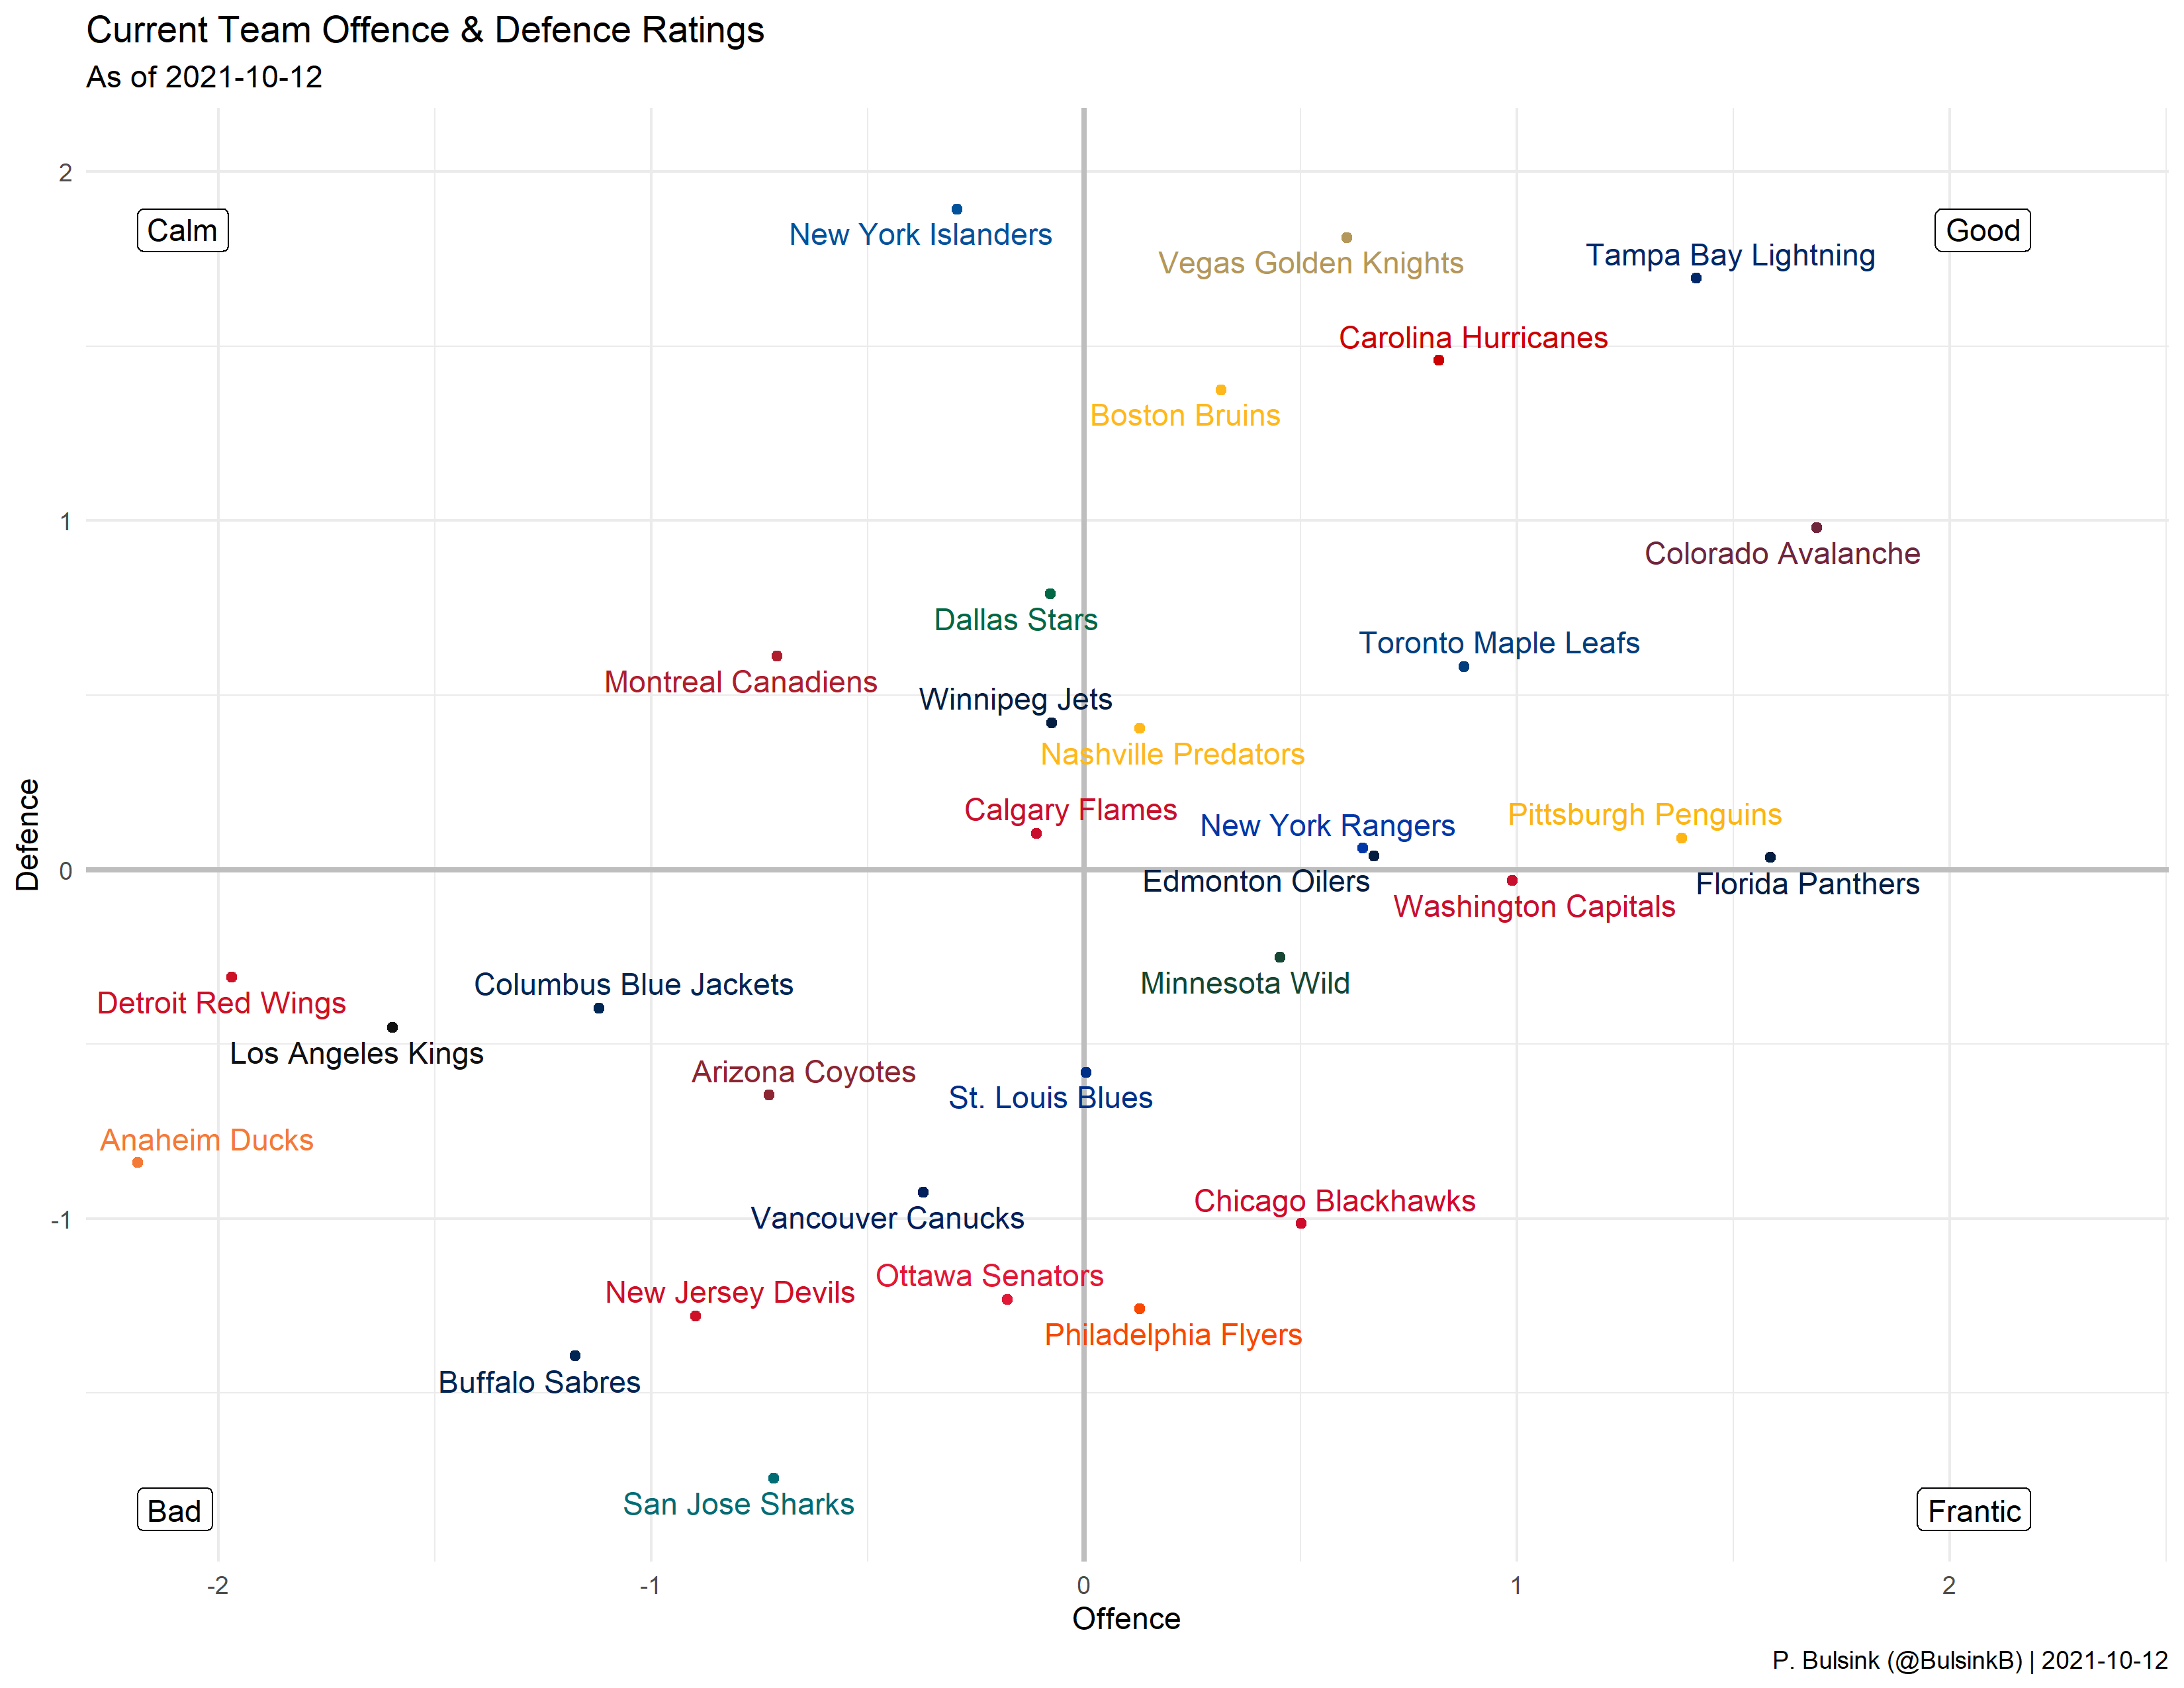 Current Team Offence & Defence Ratings
As of 2021-10-12
2
Calm
New York Islanders
Good
Vegas Golden Knights
Tampa Bay Lightning
Carolina Hurricanes
Boston Bruins
1
Colorado Avalanche
Dallas Stars
Toronto Maple Leafs
Montreal Canadiens
Winnipeg Jets
Nashville Predators
Calgary Flames
Pittsburgh Penguins
New York Rangers
Defence
0
Edmonton Oilers
Florida Panthers
Washington Capitals
Minnesota Wild
Columbus Blue Jackets
Detroit Red Wings
Los Angeles Kings
Arizona Coyotes
St. Louis Blues
Anaheim Ducks
Chicago Blackhawks
-1
Vancouver Canucks
Ottawa Senators
New Jersey Devils
Philadelphia Flyers
Buffalo Sabres
San Jose Sharks
Bad
Frantic
-2
-1
0
1
2
Offence
P. Bulsink (@BulsinkB) | 2021-10-12